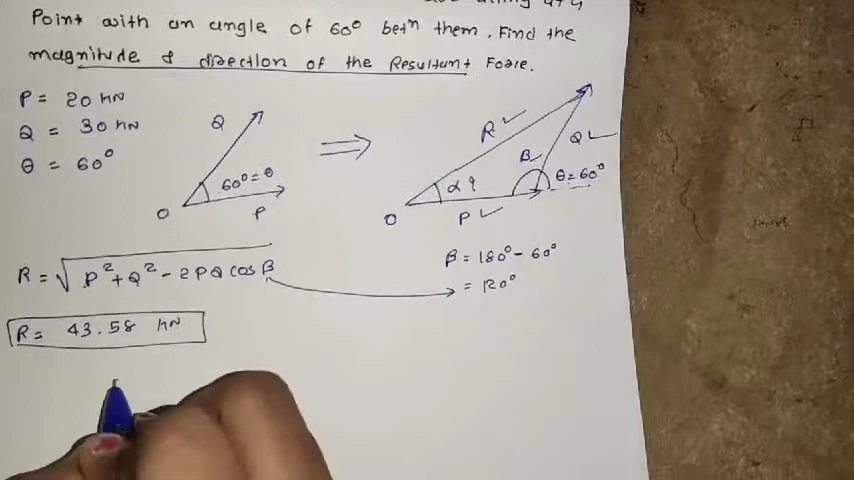 Point with an angle of 60° betn them. Find the
magnitude & direction of the Resultant Force.
P = 20 kN
Q = 30 kN
θ = 60°
Q
60° = θ
O
P
R
Q
β
α ?
θ = 60°
O
P
R = √P² + Q² - 2PQ cos β
β = 180° - 60°
= 120°
R = 43.58 kN